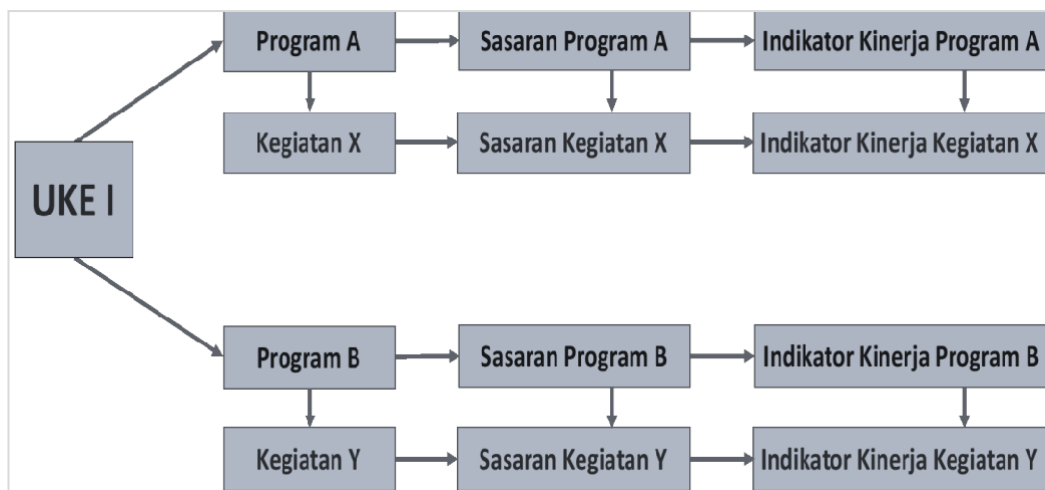 Program A
Sasaran Program A
Indikator Kinerja Program A
Kegiatan X
Sasaran Kegiatan X
Indikator Kinerja Kegiatan X
UKE I
Program B
Sasaran Program B
Indikator Kinerja Program B
Kegiatan Y
Sasaran Kegiatan Y
Indikator Kinerja Kegiatan Y